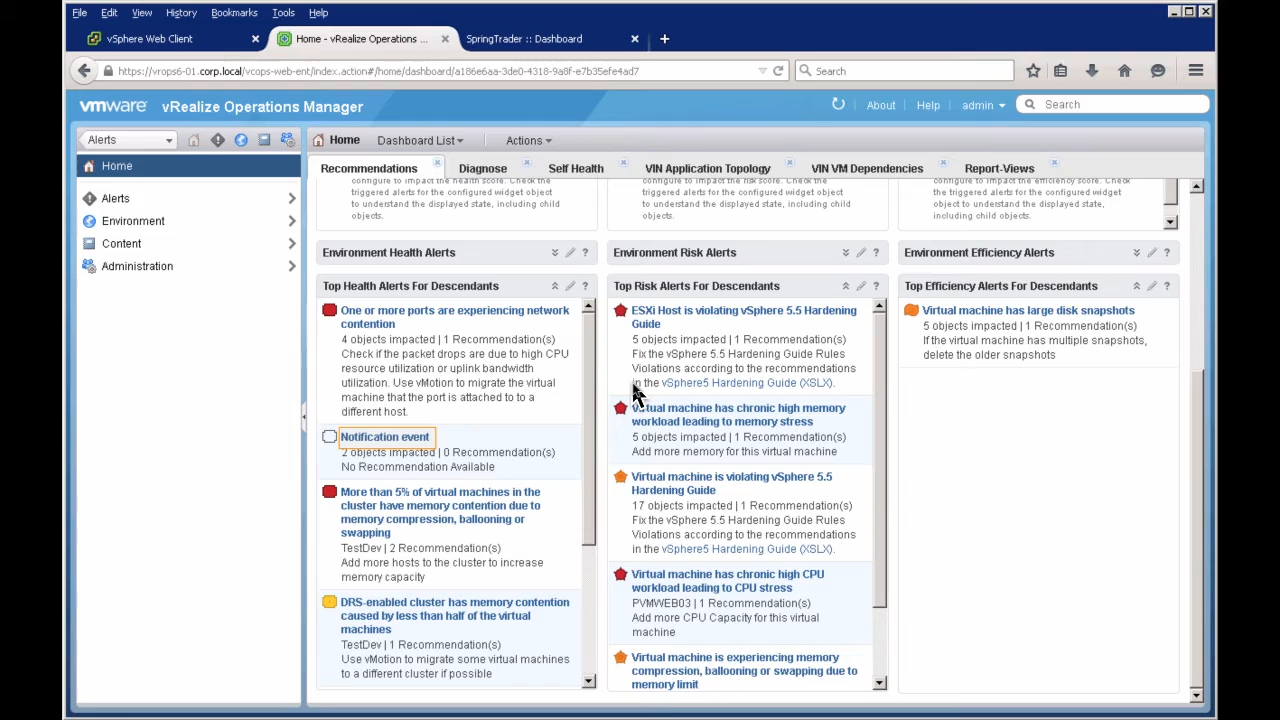 File Edit View History Bookmarks Tools Help
vSphere Web Client
Home - vRealize Operations ...
SpringTrader :: Dashboard
https://vrops6-01.corp.local/vcops-web-ent/index.action#/home/dashboard/a186e6aa-3de0-4318-9a8f-e7b35efe4ad7
Search
vmware vRealize Operations Manager
About Help admin Search
Alerts
Home Dashboard List Actions
Home
Alerts
Environment
Content
Administration
Recommendations Diagnose Self Health VIN Application Topology VIN VM Dependencies Report-Views
configure to impact the health score. Check
the triggered alerts for the configured widget object
to understand the displayed state, including child
objects.
configure to impact the risk score. Check the
triggered alerts for the configured widget object
to understand the displayed state, including child
objects.
configure to impact the efficiency score. Check
the triggered alerts for the configured widget
object to understand the displayed state,
including child objects.
Environment Health Alerts ?
Environment Risk Alerts ?
Environment Efficiency Alerts ?
Top Health Alerts For Descendants ?
One or more ports are experiencing network
contention
4 objects impacted | 1 Recommendation(s)
Check if the packet drops are due to high CPU
resource utilization or uplink bandwidth
utilization. Use vMotion to migrate the virtual
machine that the port is attached to to a
different host.
Notification event
2 objects impacted | 0 Recommendation(s)
No Recommendation Available
More than 5% of virtual machines in the
cluster have memory contention due to
memory compression, ballooning or
swapping
TestDev | 2 Recommendation(s)
Add more hosts to the cluster to increase
memory capacity
DRS-enabled cluster has memory contention
caused by less than half of the virtual
machines
TestDev | 1 Recommendation(s)
Use vMotion to migrate some virtual machines
to a different cluster if possible
Top Risk Alerts For Descendants ?
ESXi Host is violating vSphere 5.5 Hardening
Guide
5 objects impacted | 1 Recommendation(s)
Fix the vSphere 5.5 Hardening Guide Rules
Violations according to the recommendations
in the vSphere5 Hardening Guide (XSLX).
Virtual machine has chronic high memory
workload leading to memory stress
5 objects impacted | 1 Recommendation(s)
Add more memory for this virtual machine
Virtual machine is violating vSphere 5.5
Hardening Guide
17 objects impacted | 1 Recommendation(s)
Fix the vSphere 5.5 Hardening Guide Rules
Violations according to the recommendations
in the vSphere5 Hardening Guide (XSLX).
Virtual machine has chronic high CPU
workload leading to CPU stress
PVMWEB03 | 1 Recommendation(s)
Add more CPU Capacity for this virtual
machine
Virtual machine is experiencing memory
compression, ballooning or swapping due to
memory limit
Top Efficiency Alerts For Descendants ?
Virtual machine has large disk snapshots
5 objects impacted | 1 Recommendation(s)
If the virtual machine has multiple snapshots,
delete the older snapshots